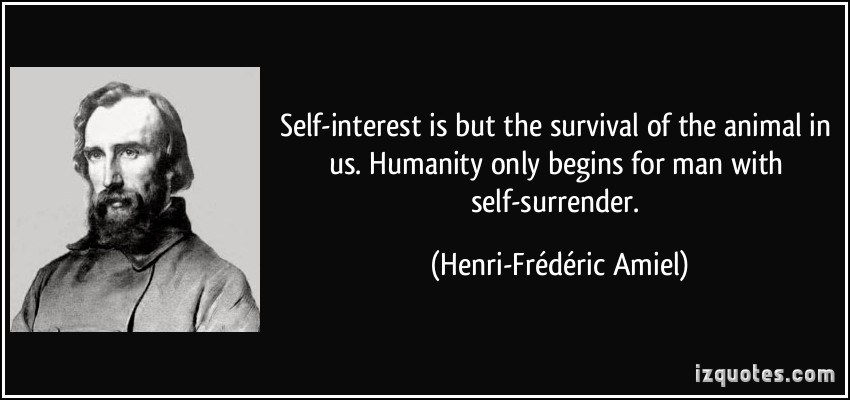 Self-interest is but the survival of the animal in
us. Humanity only begins for man with
self-surrender.
(Henri-Frédéric Amiel)
izquotes.com